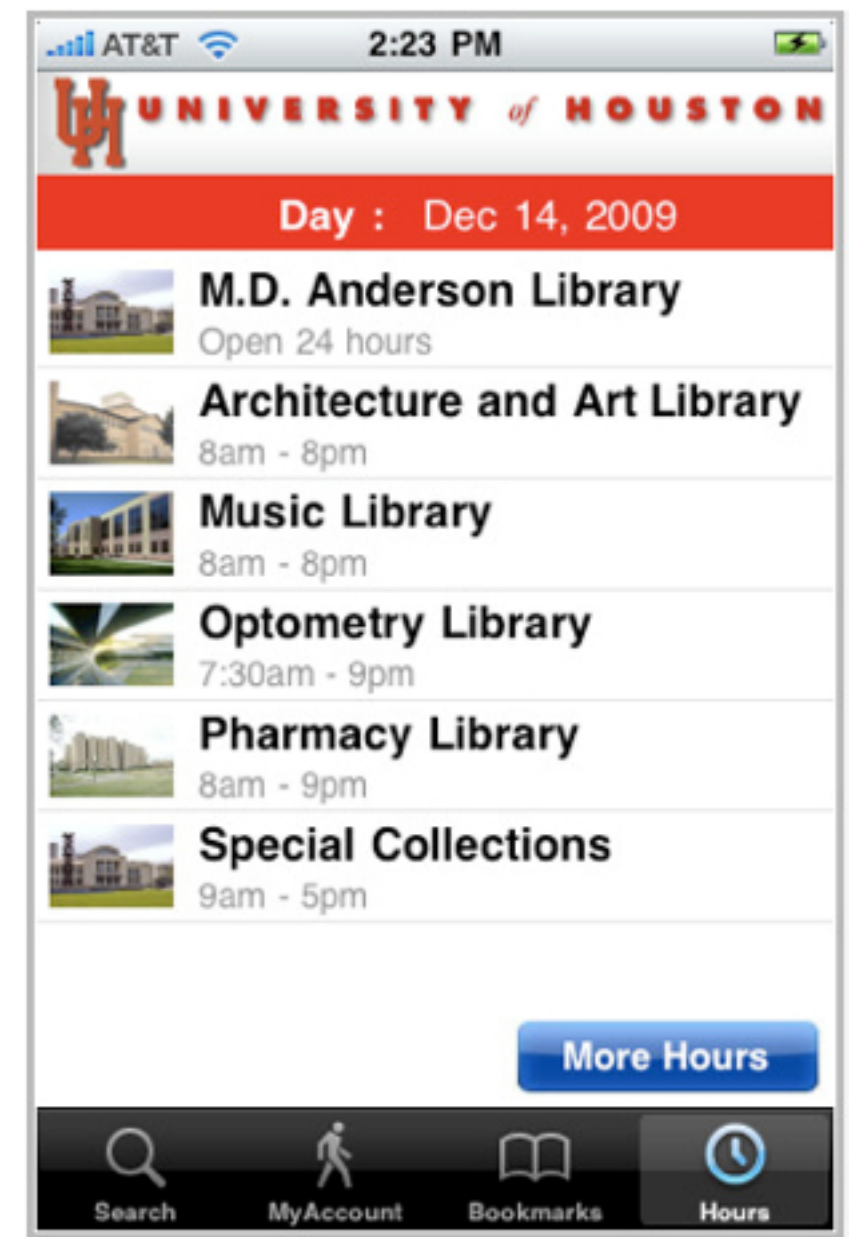 AT&T 2:23 PM
UH UNIVERSITY of HOUSTON
Day : Dec 14, 2009
M.D. Anderson Library
Open 24 hours
Architecture and Art Library
8am - 8pm
Music Library
8am - 8pm
Optometry Library
7:30am - 9pm
Pharmacy Library
8am - 9pm
Special Collections
9am - 5pm
More Hours
Search MyAccount Bookmarks Hours